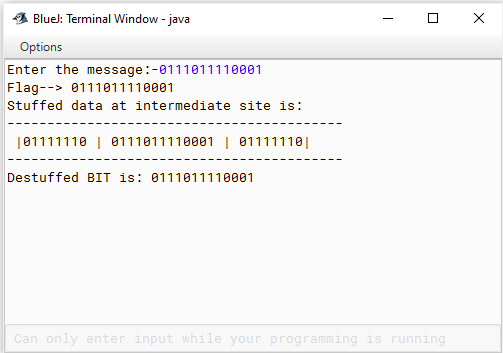 BlueJ: Terminal Window - java
Options
Enter the message:-0111011110001
Flag--> 0111011110001
Stuffed data at intermediate site is:
-----------------------------------------
|01111110 | 0111011110001 | 01111110|
-----------------------------------------
Destuffed BIT is: 0111011110001
Can only enter input while your programming is running